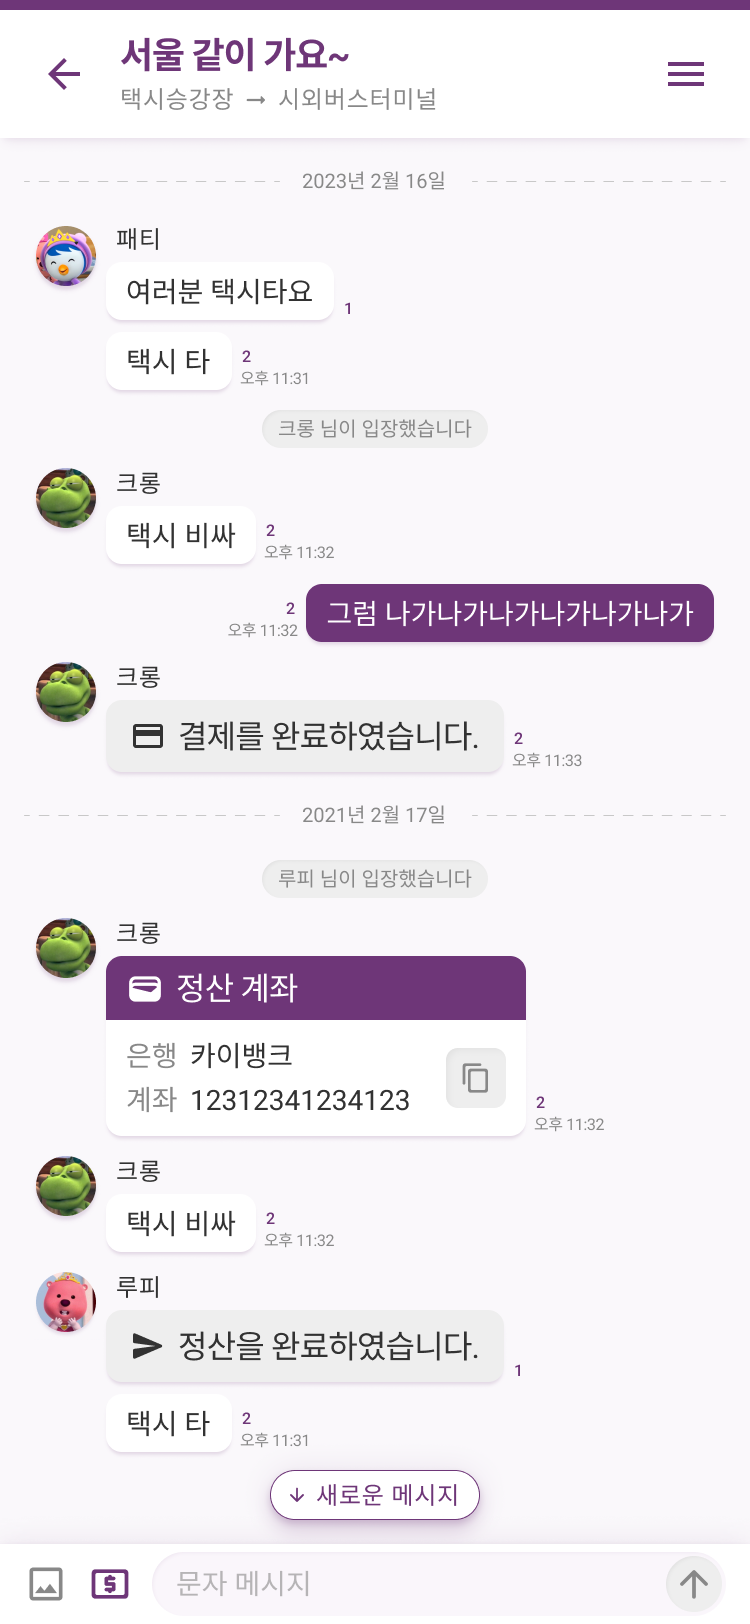 서울 같이 가요~
택시승강장 → 시외버스터미널
2023년 2월 16일
패티
여러분 택시타요
1
택시 타
2
오후 11:31
크롱 님이 입장했습니다
크롱
택시 비싸
2
오후 11:32
2
오후 11:32
그럼 나가나가나가나가나가나가
크롱
결제를 완료하였습니다.
2
오후 11:33
2021년 2월 17일
루피 님이 입장했습니다
크롱
정산 계좌
은행 카이뱅크
계좌 12312341234123
2
오후 11:32
크롱
택시 비싸
2
오후 11:32
루피
정산을 완료하였습니다.
1
택시 타
2
오후 11:31
↓ 새로운 메시지
문자 메시지